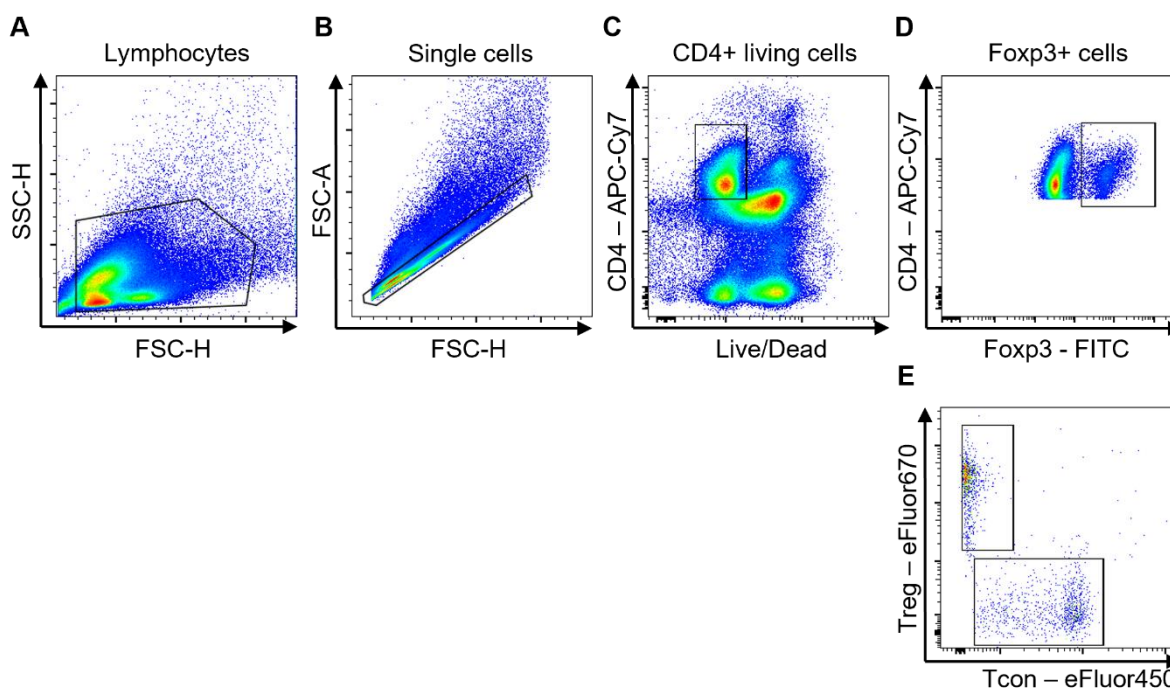 A
Lymphocytes
SSC-H
FSC-H
B
Single cells
FSC-A
FSC-H
C
CD4+ living cells
CD4 – APC-Cy7
Live/Dead
D
Foxp3+ cells
CD4 – APC-Cy7
Foxp3 - FITC
E
Treg – eFluor670
Tcon – eFluor450